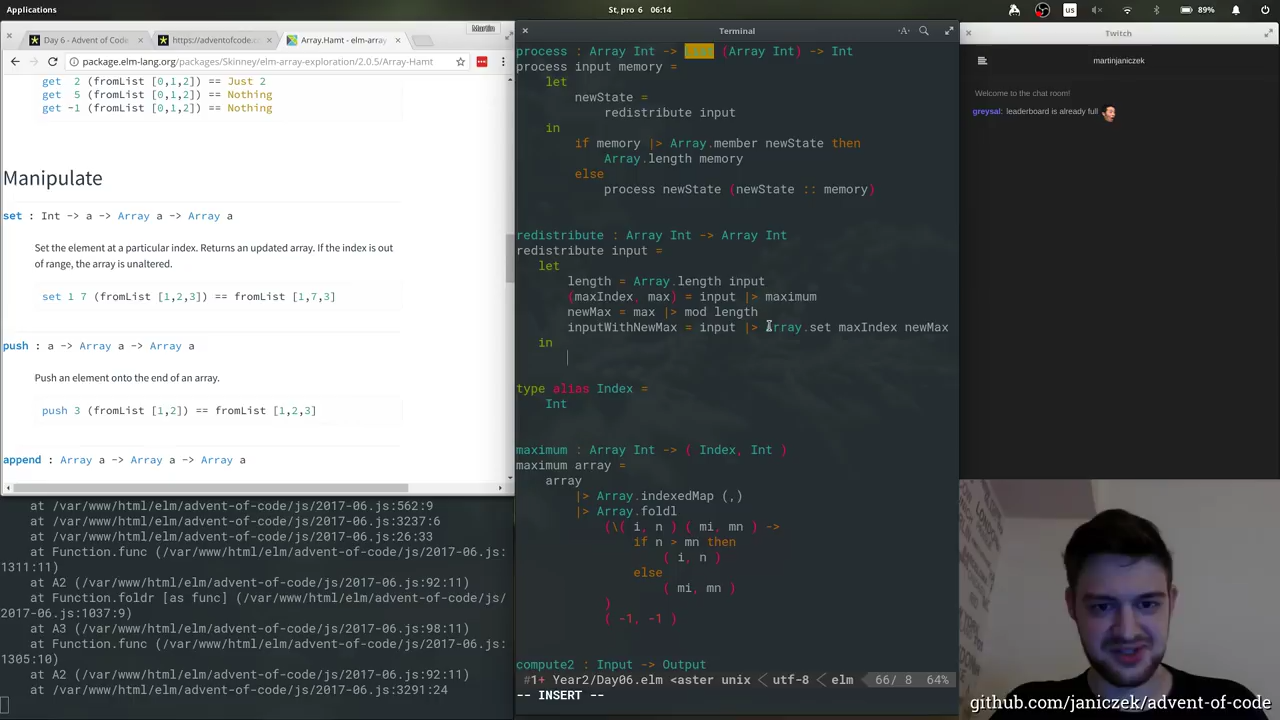 Applications
St, pro 6 06:14
us
89%
Martin
Day 6 - Advent of Code
https://adventofcode.c
Array.Hamt - elm-array
package.elm-lang.org/packages/Skinney/elm-array-exploration/2.0.5/Array-Hamt
get 2 (fromList [0,1,2]) == Just 2
get 5 (fromList [0,1,2]) == Nothing
get -1 (fromList [0,1,2]) == Nothing
Manipulate
set : Int -> a -> Array a -> Array a
Set the element at a particular index. Returns an updated array. If the index is out
of range, the array is unaltered.
set 1 7 (fromList [1,2,3]) == fromList [1,7,3]
push : a -> Array a -> Array a
Push an element onto the end of an array.
push 3 (fromList [1,2]) == fromList [1,2,3]
append : Array a -> Array a -> Array a
at /var/www/html/elm/advent-of-code/js/2017-06.js:562:9
at /var/www/html/elm/advent-of-code/js/2017-06.js:3237:6
at /var/www/html/elm/advent-of-code/js/2017-06.js:26:33
at Function.func (/var/www/html/elm/advent-of-code/js/2017-06.js:
1311:11)
at A2 (/var/www/html/elm/advent-of-code/js/2017-06.js:92:11)
at Function.foldr [as func] (/var/www/html/elm/advent-of-code/js/
2017-06.js:1037:9)
at A3 (/var/www/html/elm/advent-of-code/js/2017-06.js:98:11)
at Function.func (/var/www/html/elm/advent-of-code/js/2017-06.js:
1305:10)
at A2 (/var/www/html/elm/advent-of-code/js/2017-06.js:92:11)
at /var/www/html/elm/advent-of-code/js/2017-06.js:3291:24
Terminal
process : Array Int -> List (Array Int) -> Int
process input memory =
let
newState =
redistribute input
in
if memory |> Array.member newState then
Array.length memory
else
process newState (newState :: memory)
redistribute : Array Int -> Array Int
redistribute input =
let
length = Array.length input
(maxIndex, max) = input |> maximum
newMax = max |> mod length
inputWithNewMax = input |> Array.set maxIndex newMax
in
type alias Index =
Int
maximum : Array Int -> ( Index, Int )
maximum array =
array
|> Array.indexedMap (,)
|> Array.foldl
(\( i, n ) ( mi, mn ) ->
if n > mn then
( i, n )
else
( mi, mn )
)
( -1, -1 )
compute2 : Input -> Output
#1+ Year2/Day06.elm <aster unix < utf-8 < elm 66/ 8 64%
-- INSERT --
Twitch
martinjaniczek
Welcome to the chat room!
greysal: leaderboard is already full
github.com/janiczek/advent-of-code